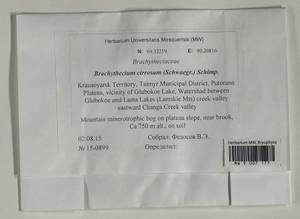 Herbarium Universitatis Mosquensis (MW)
N: 69.32219 E: 90.20816
Brachytheciaceae
Brachythecium cirrosum (Schwaegr.) Schimp.
Krasnoyarsk Territory, Taimyr Municipal District, Putorana
Plateau, vicinity of Glubokoe Lake, Watershed between
Glubokoe and Lama Lakes (Lamskie Mts) creek valley
eastward Changa Creek valley
Mountain minerotrophic bog on plateau slope, near brook,
Ca 750 m alt., on soil
02.08.15 Собрал: Федосов В.Э.
№ 15-0899 Определил:
Herbarium MW, Bryophyta